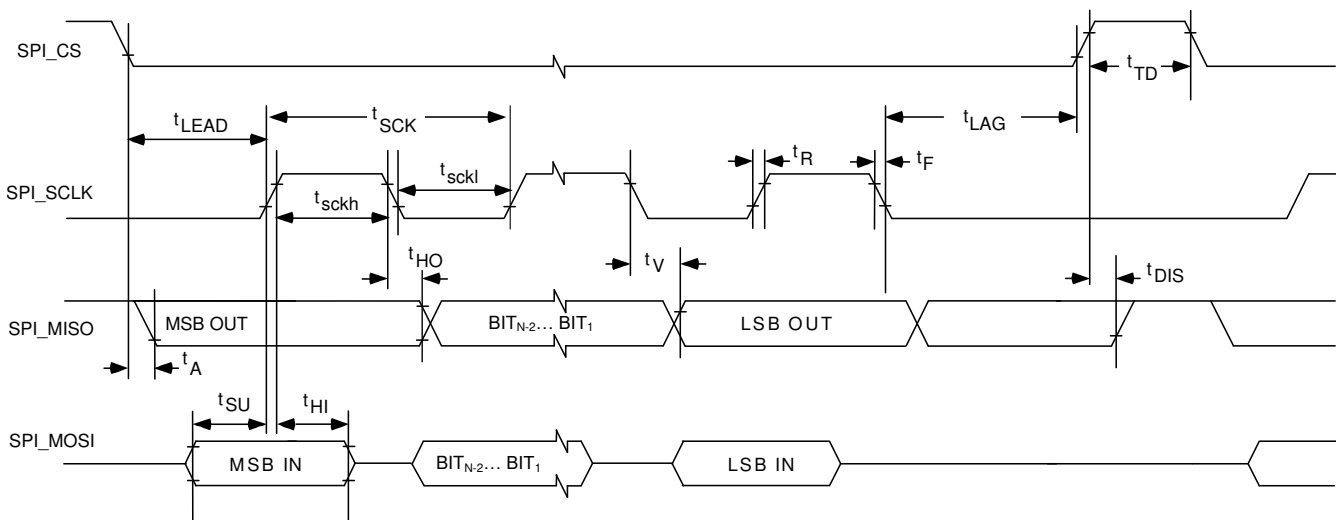 SPI_CS
tTD
tLEAD
tSCK
tLAG
tR
tF
tsckl
SPI_SCLK
tsckh
tHO
tV
tDIS
SPI_MISO
MSB OUT
BITN-2... BIT1
LSB OUT
tA
tSU
tHI
SPI_MOSI
MSB IN
BITN-2... BIT1
LSB IN